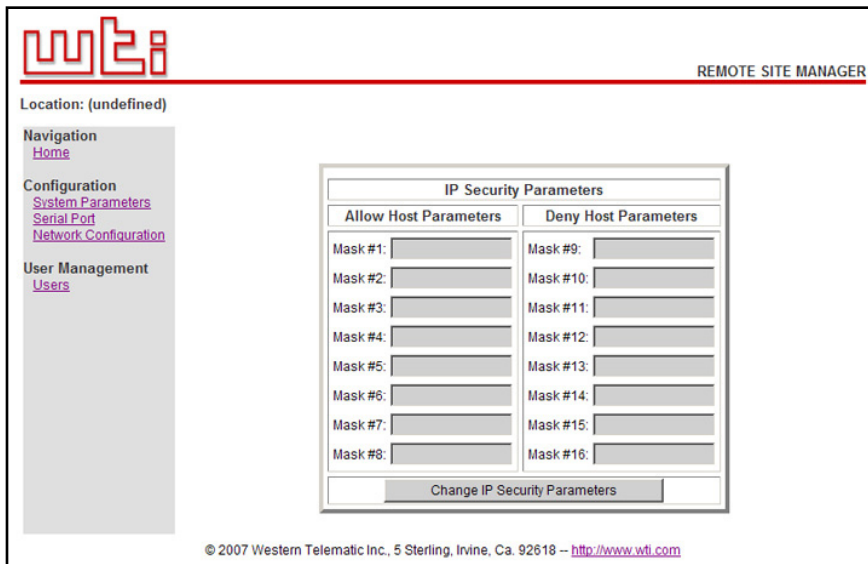 wti
REMOTE SITE MANAGER
Location: (undefined)
Navigation
Home
Configuration
System Parameters
Serial Port
Network Configuration
User Management
Users
IP Security Parameters
Allow Host Parameters Deny Host Parameters
Mask #1: Mask #9:
Mask #2: Mask #10:
Mask #3: Mask #11:
Mask #4: Mask #12:
Mask #5: Mask #13:
Mask #6: Mask #14:
Mask #7: Mask #15:
Mask #8: Mask #16:
Change IP Security Parameters
© 2007 Western Telematic Inc., 5 Sterling, Irvine, Ca. 92618 -- http://www.wti.com